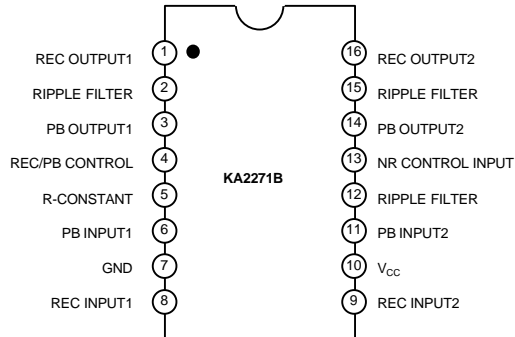 REC OUTPUT1 1 16 REC OUTPUT2
RIPPLE FILTER 2 15 RIPPLE FILTER
PB OUTPUT1 3 14 PB OUTPUT2
REC/PB CONTROL 4 13 NR CONTROL INPUT
KA2271B
R-CONSTANT 5 12 RIPPLE FILTER
PB INPUT1 6 11 PB INPUT2
GND 7 10 VCC
REC INPUT1 8 9 REC INPUT2